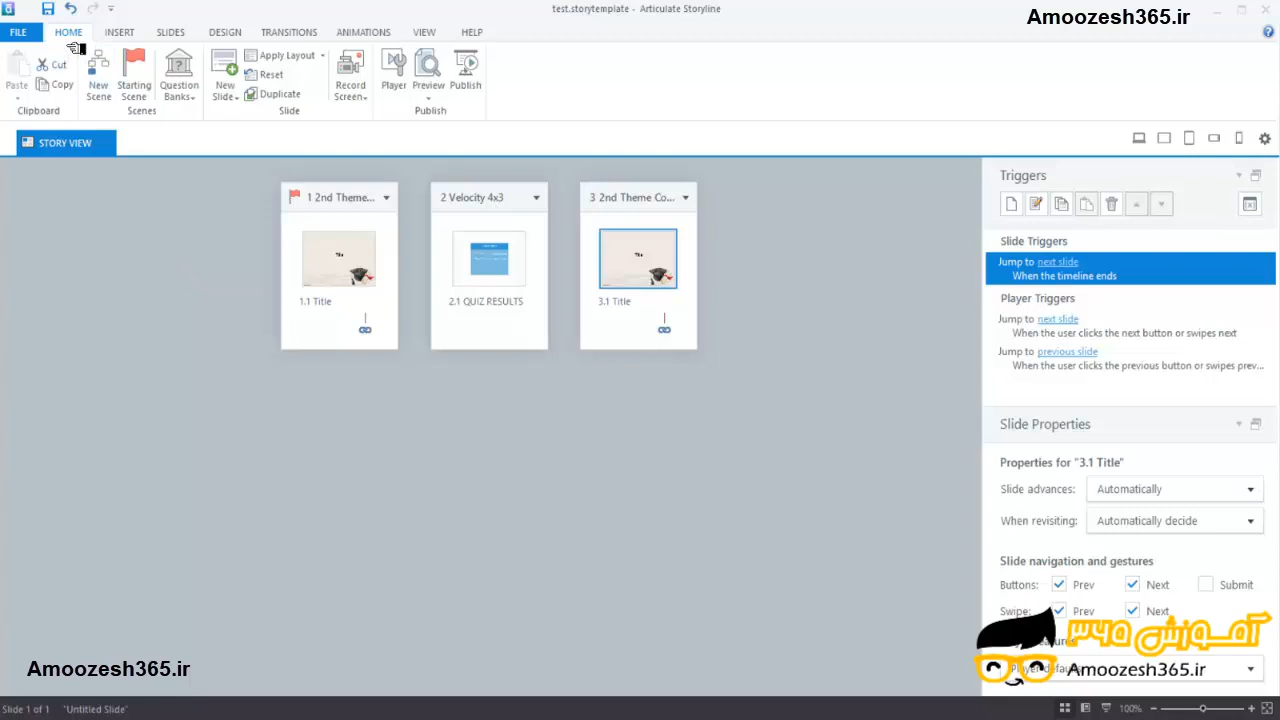 test.storytemplate - Articulate Storyline
Amoozesh365.ir
FILE HOME INSERT SLIDES DESIGN TRANSITIONS ANIMATIONS VIEW HELP
Paste
Cut
Copy
Clipboard
New Scene
Starting Scene
Question Banks
Scenes
New Slide
Apply Layout
Reset
Duplicate
Slide
Record Screen
Player
Preview
Publish
Publish
STORY VIEW
1 2nd Theme...
Title
1.1 Title
2 Velocity 4x3
2.1 QUIZ RESULTS
3 2nd Theme Co...
Title
3.1 Title
Triggers
Slide Triggers
Jump to next slide
When the timeline ends
Player Triggers
Jump to next slide
When the user clicks the next button or swipes next
Jump to previous slide
When the user clicks the previous button or swipes prev...
Slide Properties
Properties for "3.1 Title"
Slide advances: Automatically
When revisiting: Automatically decide
Slide navigation and gestures
Buttons: Prev Next Submit
Swipe: Prev Next
آموزش ۳۶۵
Amoozesh365.ir
Amoozesh365.ir
Slide 1 of 1 "Untitled Slide"
100%